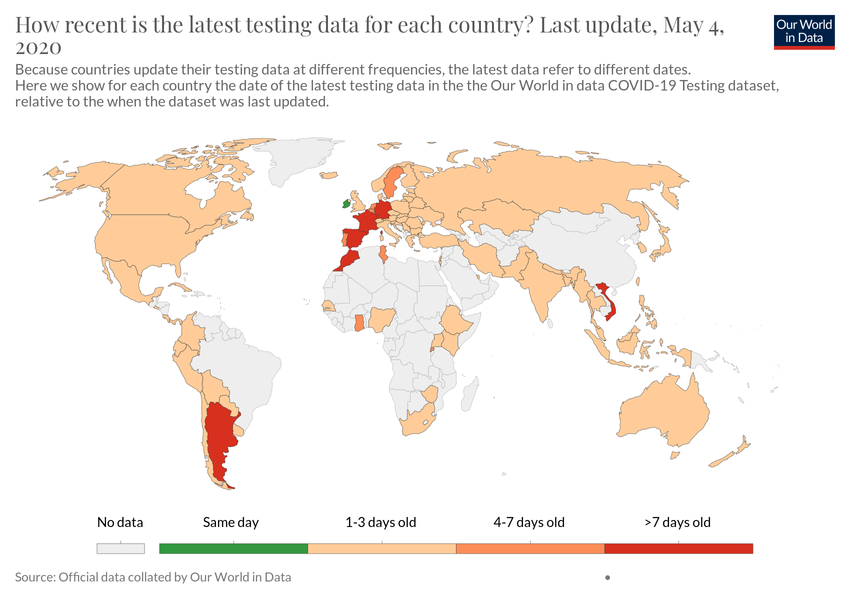 How recent is the latest testing data for each country? Last update, May 4,
2020
Our World
in Data
Because countries update their testing data at different frequencies, the latest data refer to different dates.
Here we show for each country the date of the latest testing data in the the Our World in data COVID-19 Testing dataset,
relative to the when the dataset was last updated.
No data
Same day
1-3 days old
4-7 days old
>7 days old
Source: Official data collated by Our World in Data